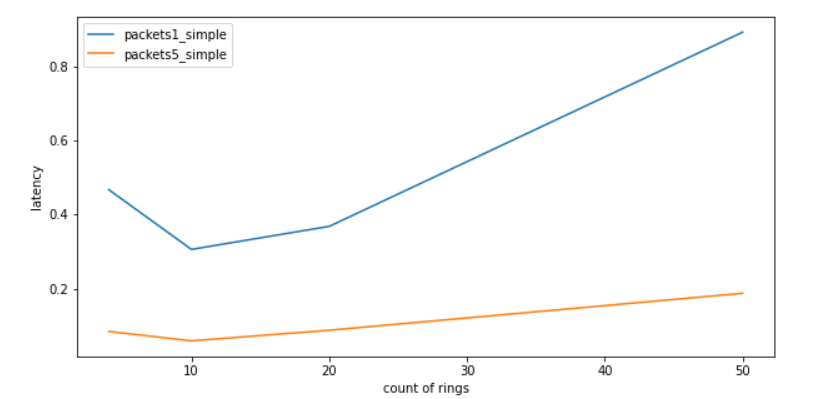 packets1_simple
packets5_simple
0.8
0.6
0.4
0.2
latency
10 20 30 40 50
count of rings